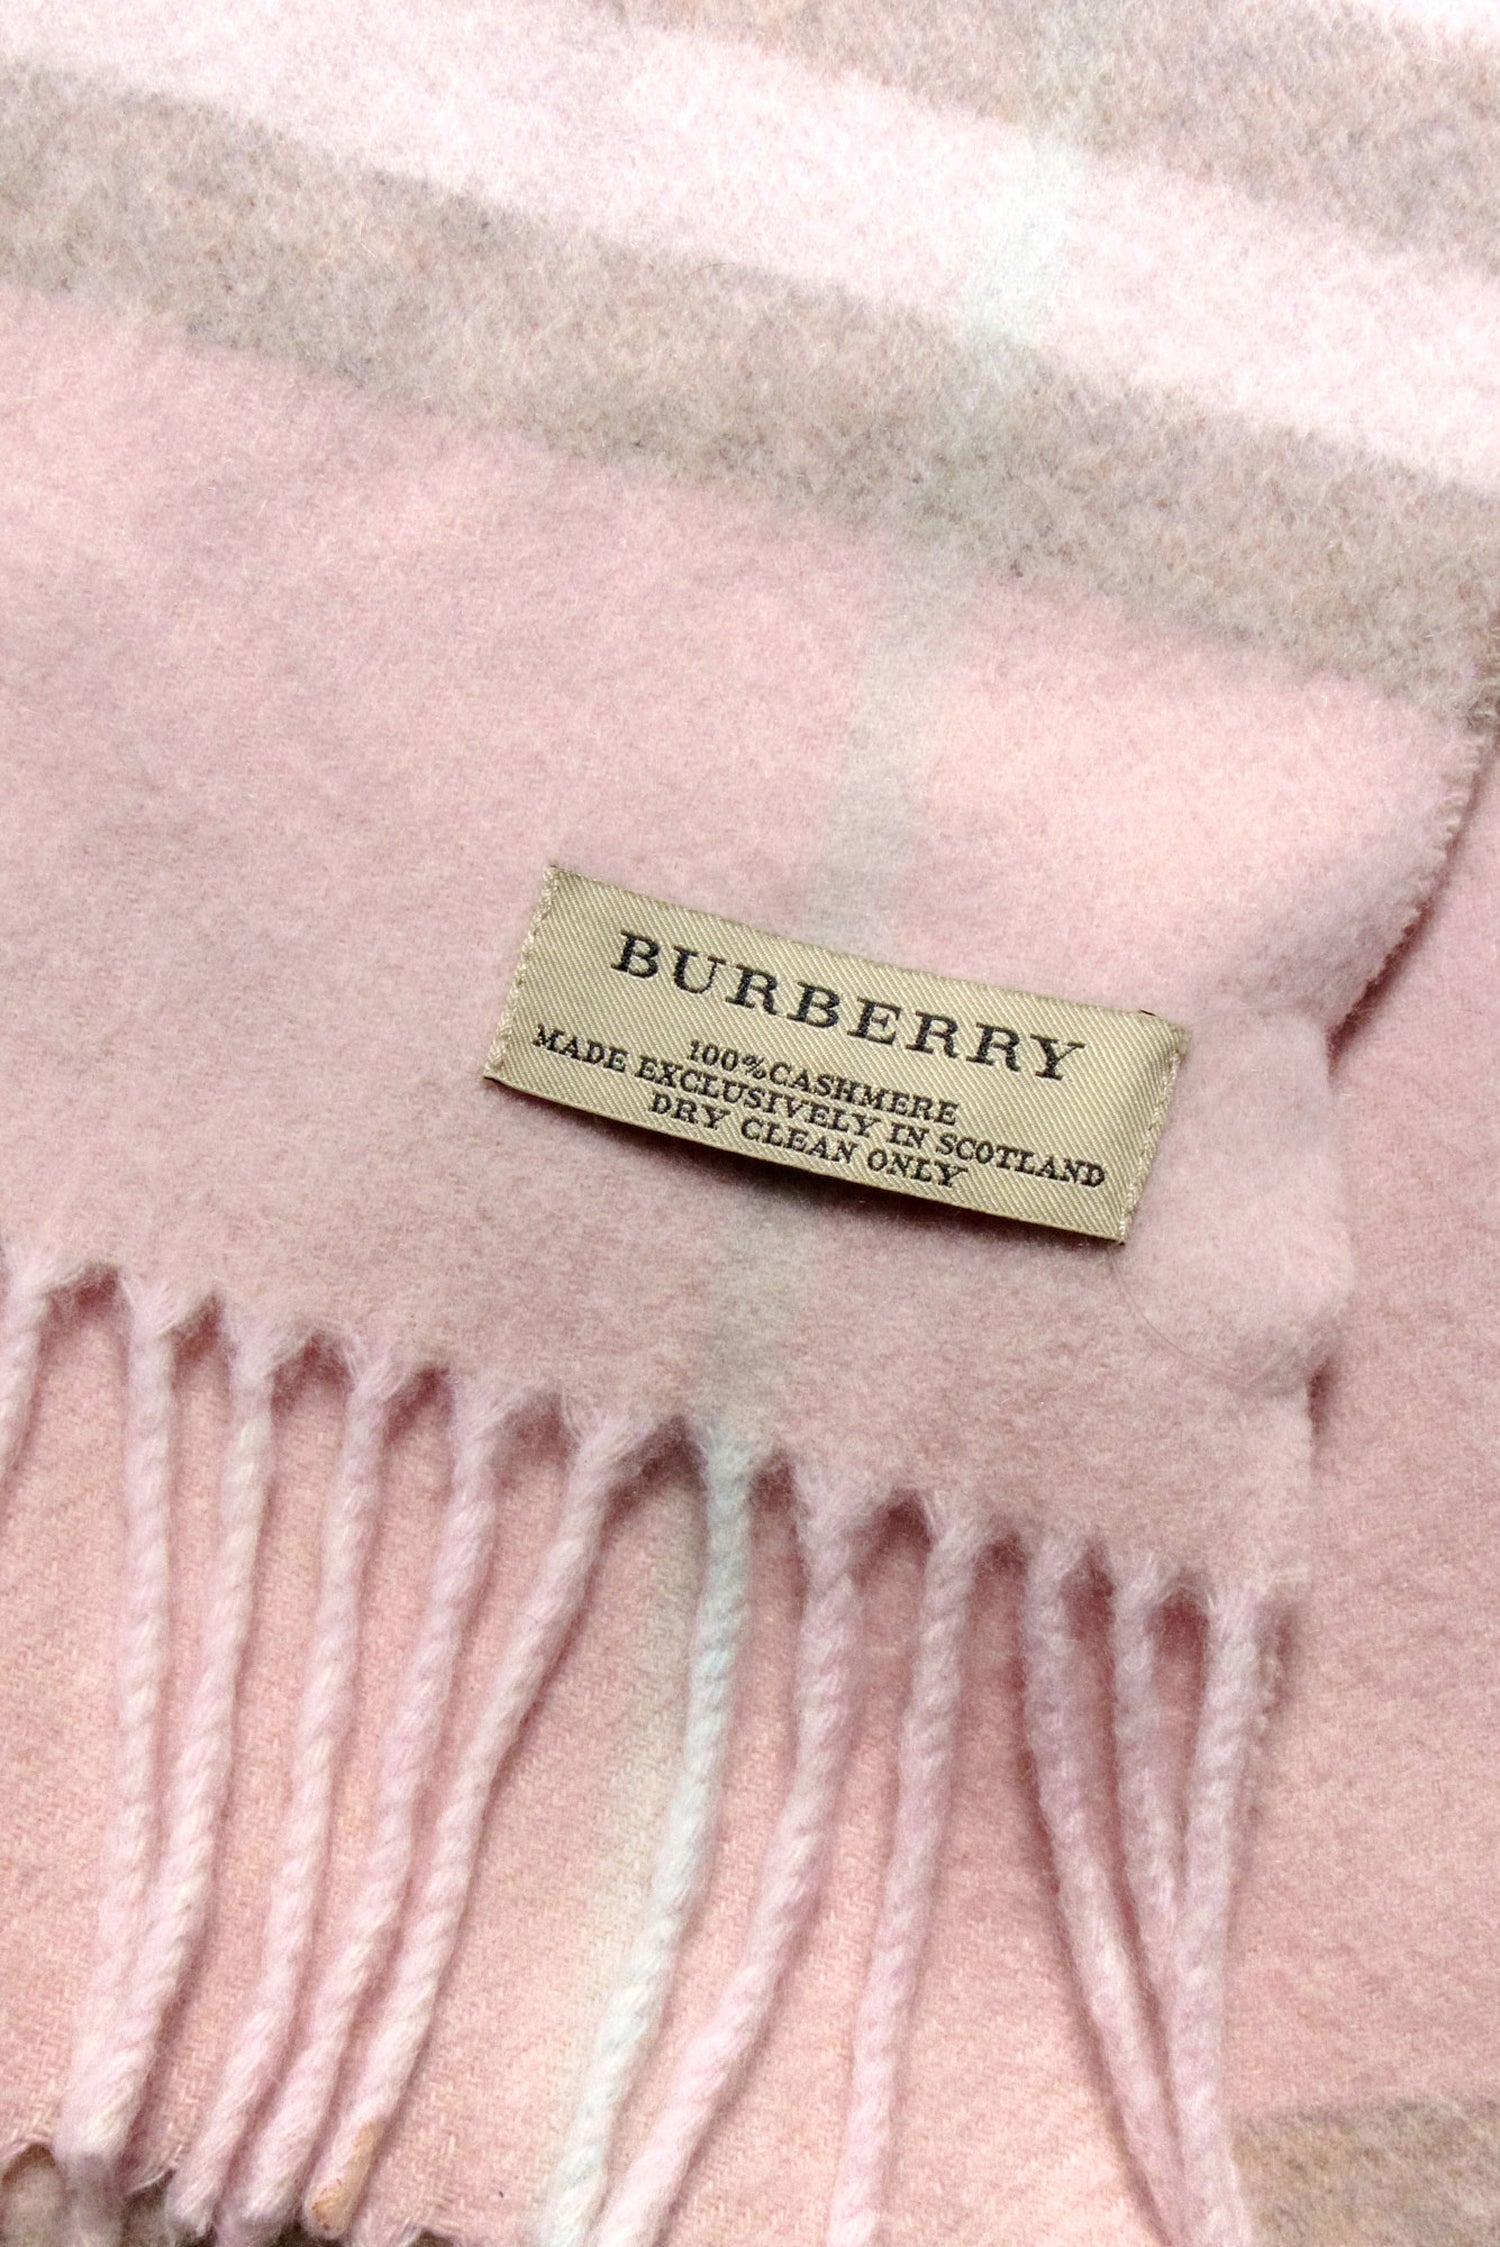 BURBERRY
100%CASHMERE
MADE EXCLUSIVELY IN SCOTLAND
DRY CLEAN ONLY